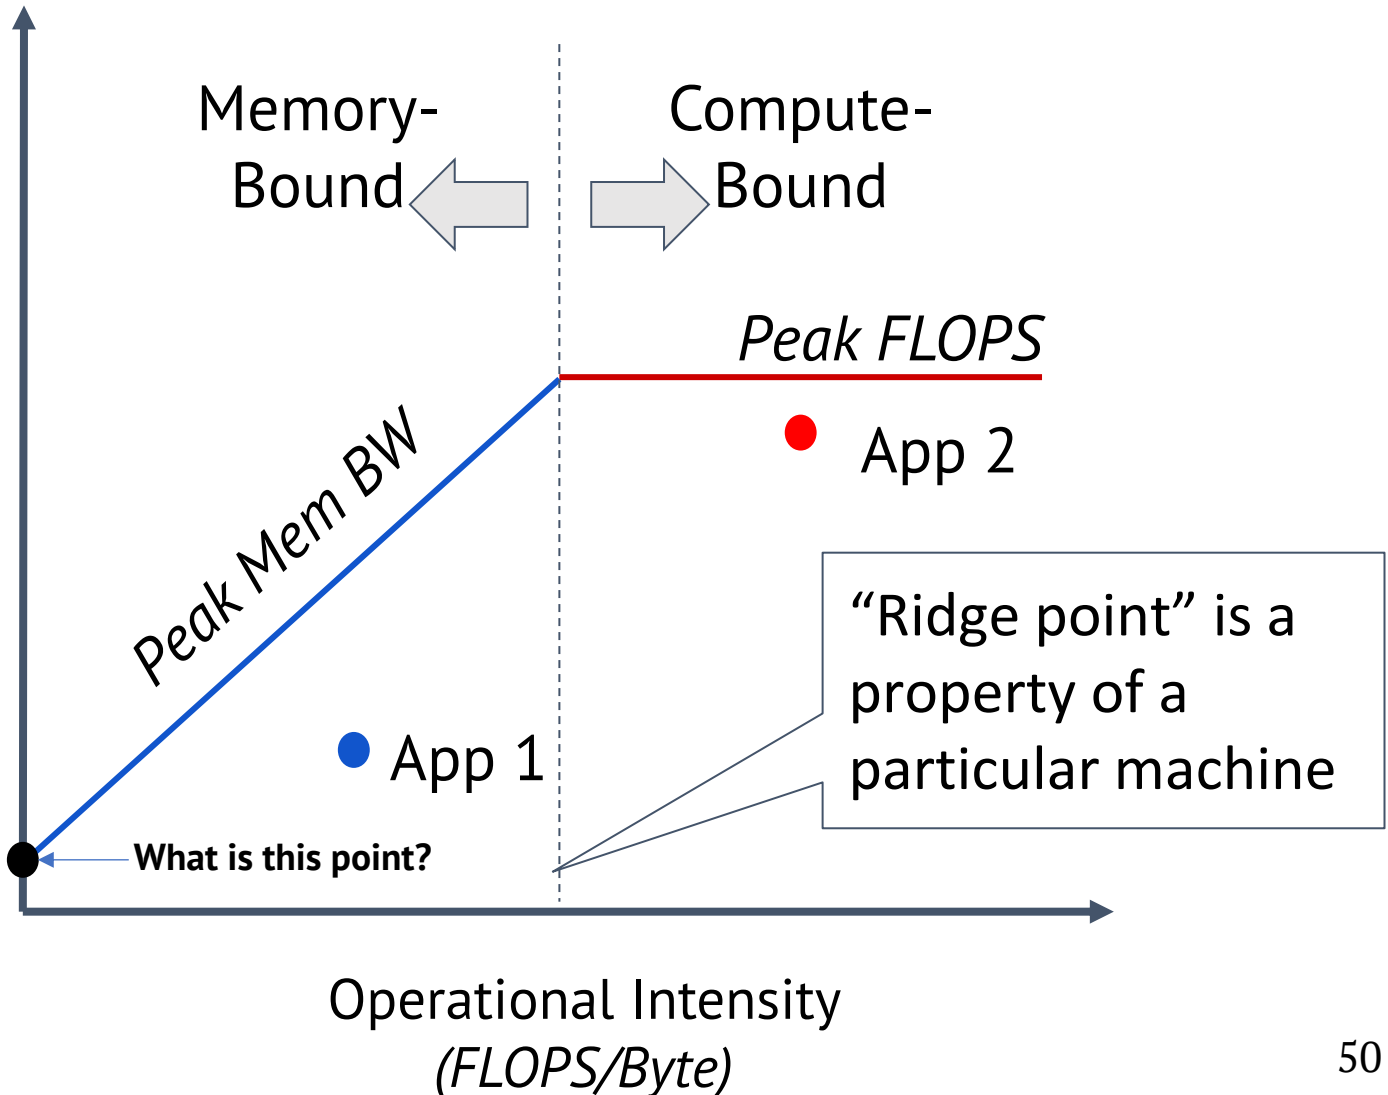 Memory-
Bound
Compute-
Bound
Peak FLOPS
Peak Mem BW
App 2
“Ridge point” is a
property of a
particular machine
App 1
What is this point?
Operational Intensity
(FLOPS/Byte)
50